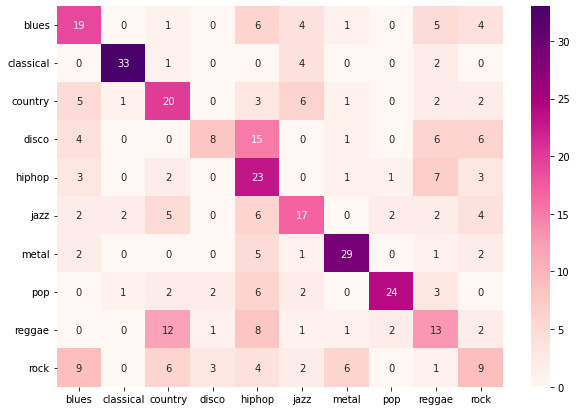 blues 19 0 1 0 6 4 1 0 5 4
classical 0 33 1 0 0 4 0 0 2 0
country 5 1 20 0 3 6 1 0 2 2
disco 4 0 0 8 15 0 1 0 6 6
hiphop 3 0 2 0 23 0 1 1 7 3
jazz 2 2 5 0 6 17 0 2 2 4
metal 2 0 0 0 5 1 29 0 1 2
pop 0 1 2 2 6 2 0 24 3 0
reggae 0 0 12 1 8 1 1 2 13 2
rock 9 0 6 3 4 2 6 0 1 9
blues classical country disco hiphop jazz metal pop reggae rock
30
25
20
15
10
5
0